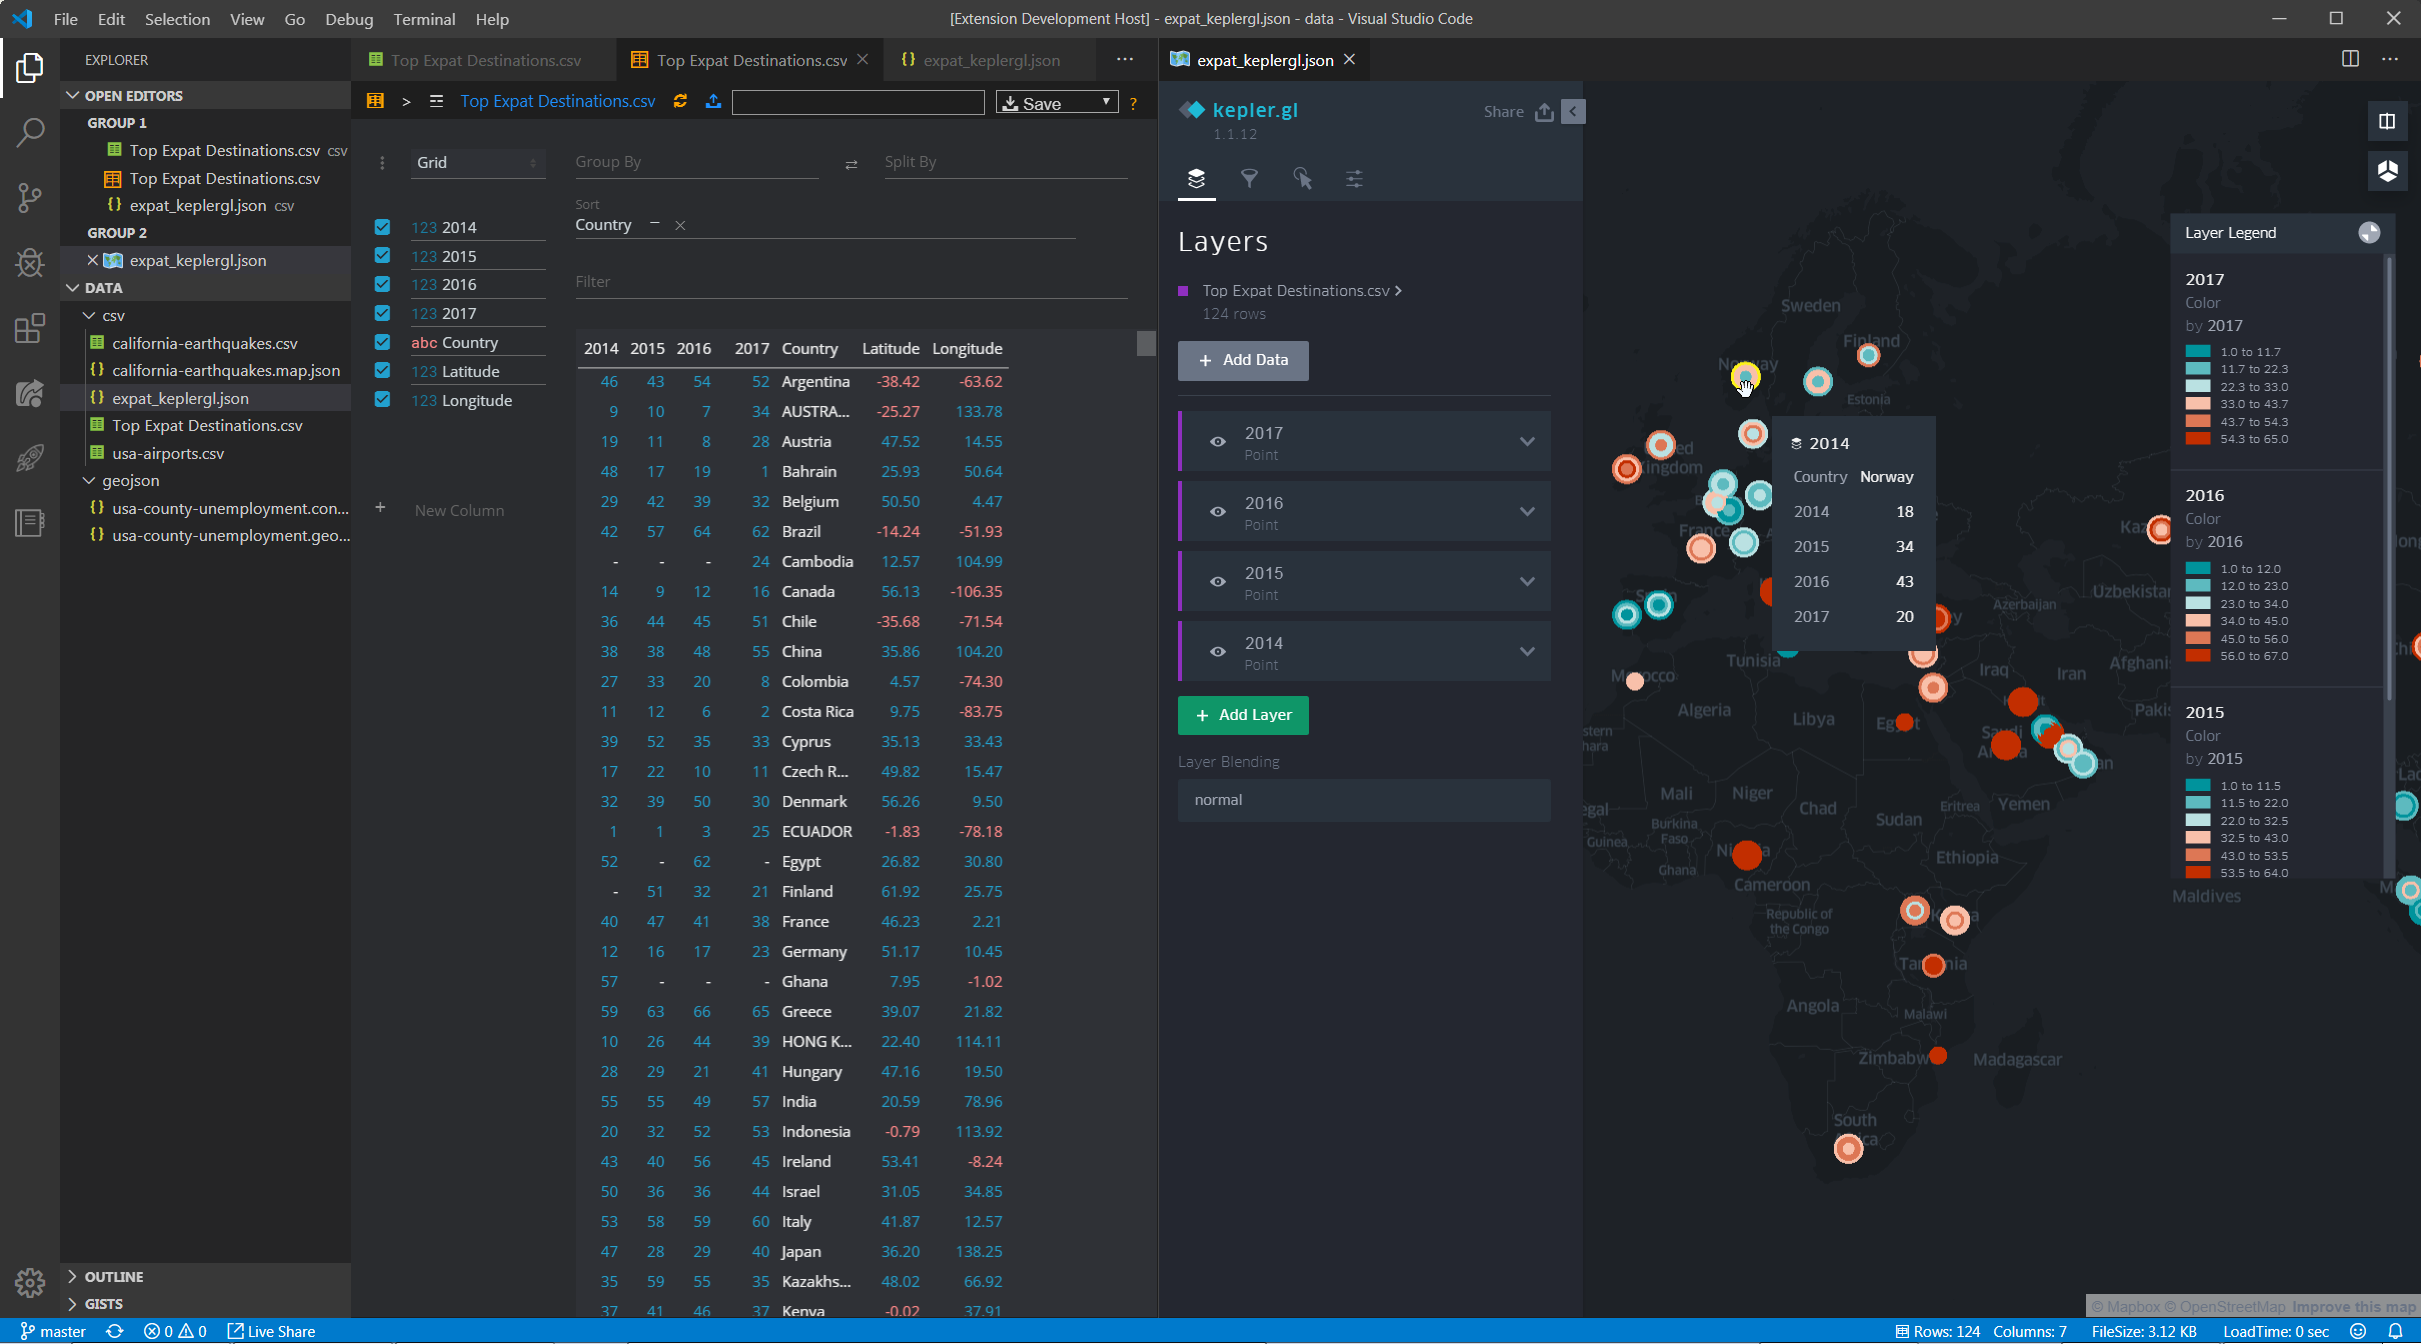 File Edit Selection View Go Debug Terminal Help
[Extension Development Host] - expat_keplergl.json - data - Visual Studio Code
EXPLORER
OPEN EDITORS
GROUP 1
Top Expat Destinations.csv csv
Top Expat Destinations.csv
expat_keplergl.json csv
GROUP 2
expat_keplergl.json
DATA
csv
california-earthquakes.csv
california-earthquakes.map.json
expat_keplergl.json
Top Expat Destinations.csv
usa-airports.csv
geojson
usa-county-unemployment.con...
usa-county-unemployment.geo...
OUTLINE
GISTS
Top Expat Destinations.csv
Top Expat Destinations.csv
expat_keplergl.json
Top Expat Destinations.csv
Save
?
Grid
Group By
Split By
Sort
Country
Filter
123 2014
123 2015
123 2016
123 2017
abc Country
123 Latitude
123 Longitude
+ New Column
2014 2015 2016 2017 Country Latitude Longitude
46 43 54 52 Argentina -38.42 -63.62
9 10 7 34 AUSTRA... -25.27 133.78
19 11 8 28 Austria 47.52 14.55
48 17 19 1 Bahrain 25.93 50.64
29 42 39 32 Belgium 50.50 4.47
42 57 64 62 Brazil -14.24 -51.93
- - - 24 Cambodia 12.57 104.99
14 9 12 16 Canada 56.13 -106.35
36 44 45 51 Chile -35.68 -71.54
38 38 48 55 China 35.86 104.20
27 33 20 8 Colombia 4.57 -74.30
11 12 6 2 Costa Rica 9.75 -83.75
39 52 35 33 Cyprus 35.13 33.43
17 22 10 11 Czech R... 49.82 15.47
32 39 50 30 Denmark 56.26 9.50
1 1 3 25 ECUADOR -1.83 -78.18
52 - 62 - Egypt 26.82 30.80
- 51 32 21 Finland 61.92 25.75
40 47 41 38 France 46.23 2.21
12 16 17 23 Germany 51.17 10.45
57 - - - Ghana 7.95 -1.02
59 63 66 65 Greece 39.07 21.82
10 26 44 39 HONG K... 22.40 114.11
28 29 21 41 Hungary 47.16 19.50
55 55 49 57 India 20.59 78.96
20 32 52 53 Indonesia -0.79 113.92
43 40 56 45 Ireland 53.41 -8.24
50 36 36 44 Israel 31.05 34.85
53 58 59 60 Italy 41.87 12.57
47 28 29 40 Japan 36.20 138.25
35 59 55 35 Kazakhs... 48.02 66.92
37 41 46 37 Kenya -0.02 37.91
expat_keplergl.json
kepler.gl
1.1.12
Share
Layers
Top Expat Destinations.csv
124 rows
+ Add Data
2017
Point
2016
Point
2015
Point
2014
Point
+ Add Layer
Layer Blending
normal
Sweden
Finland
Estonia
2014
Country Norway
2014 18
2015 34
2016 43
2017 20
Tunisia
Azerbaijan
Uzbekistan
Iraq
Iran
Algeria
Libya
Mali
Niger
Chad
Sudan
Eritrea
Yemen
Burkina
Faso
Guinea
Ghana
Ethiopia
Cameroon
Republic of
the Congo
Angola
Malawi
Zimbabw
Madagascar
South
Maldives
Layer Legend
2017
Color
by 2017
1.0 to 11.7
11.7 to 22.3
22.3 to 33.0
33.0 to 43.7
43.7 to 54.3
54.3 to 65.0
2016
Color
by 2016
1.0 to 12.0
12.0 to 23.0
23.0 to 34.0
34.0 to 45.0
45.0 to 56.0
56.0 to 67.0
2015
Color
by 2015
1.0 to 11.5
11.5 to 22.0
22.0 to 32.5
32.5 to 43.0
43.0 to 53.5
53.5 to 64.0
© Mapbox © OpenStreetMap Improve this map
master 0 0 Live Share
Rows: 124 Columns: 7 FileSize: 3.12 KB LoadTime: 0 sec